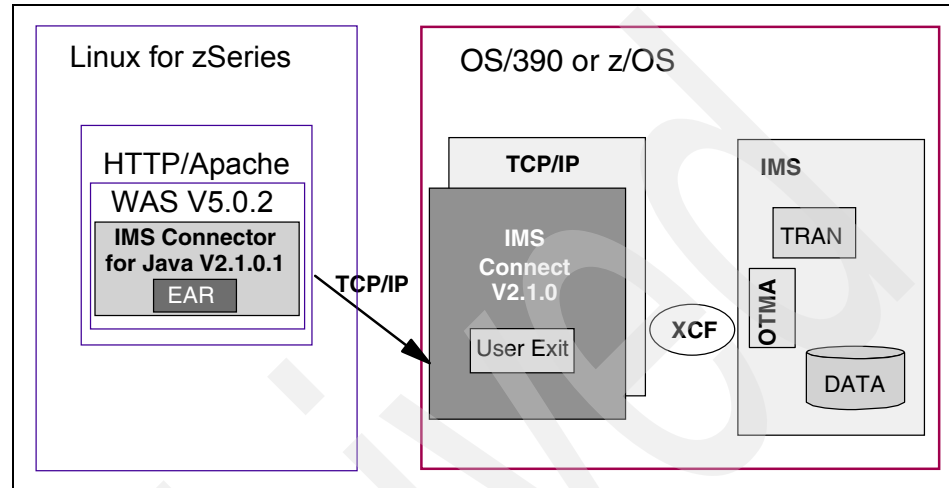 Linux for zSeries
HTTP/Apache
WAS V5.0.2
IMS Connector
for Java V2.1.0.1
EAR
TCP/IP
OS/390 or z/OS
TCP/IP
IMS
Connect
V2.1.0
User Exit
XCF
IMS
TRAN
OTMA
DATA